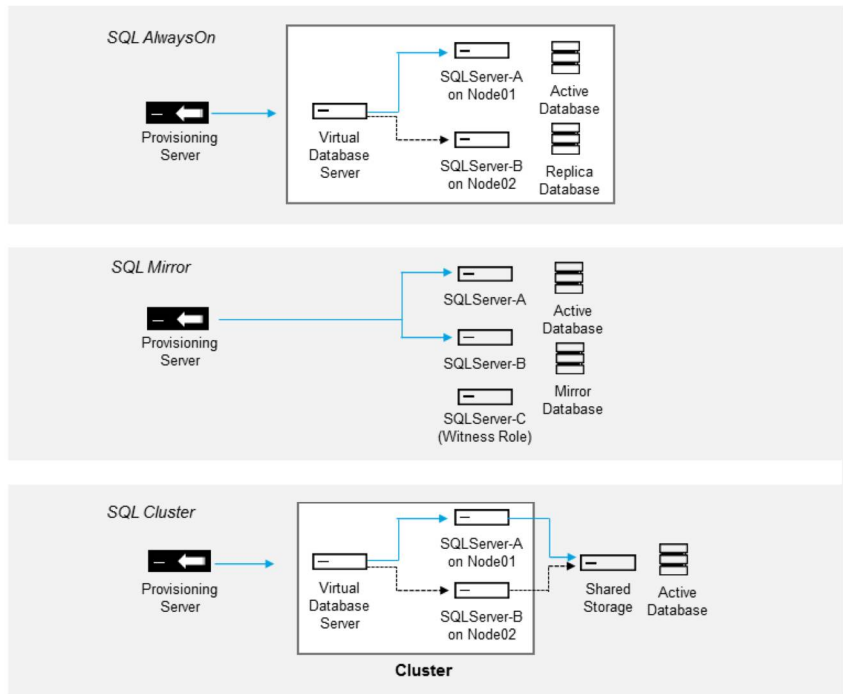 SQL AlwaysOn
Provisioning
Server
Virtual
Database
Server
SQLServer-A
on Node01
Active
Database
SQLServer-B
on Node02
Replica
Database
SQL Mirror
Provisioning
Server
SQLServer-A
Active
Database
SQLServer-B
Mirror
Database
SQLServer-C
(Witness Role)
SQL Cluster
Provisioning
Server
Virtual
Database
Server
SQLServer-A
on Node01
SQLServer-B
on Node02
Shared
Storage
Active
Database
Cluster